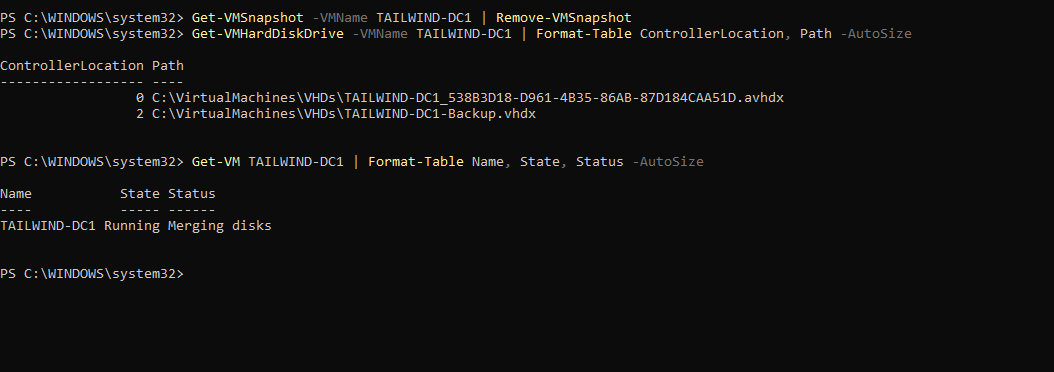 PS C:\WINDOWS\system32> Get-VMSnapshot -VMName TAILWIND-DC1 | Remove-VMSnapshot
PS C:\WINDOWS\system32> Get-VMHardDiskDrive -VMName TAILWIND-DC1 | Format-Table ControllerLocation, Path -AutoSize
ControllerLocation Path
------------------ ----
0 C:\VirtualMachines\VHDs\TAILWIND-DC1_538B3D18-D961-4B35-86AB-87D184CAA51D.avhdx
2 C:\VirtualMachines\VHDs\TAILWIND-DC1-Backup.vhdx
PS C:\WINDOWS\system32> Get-VM TAILWIND-DC1 | Format-Table Name, State, Status -AutoSize
Name State Status
---- ----- ------
TAILWIND-DC1 Running Merging disks
PS C:\WINDOWS\system32>